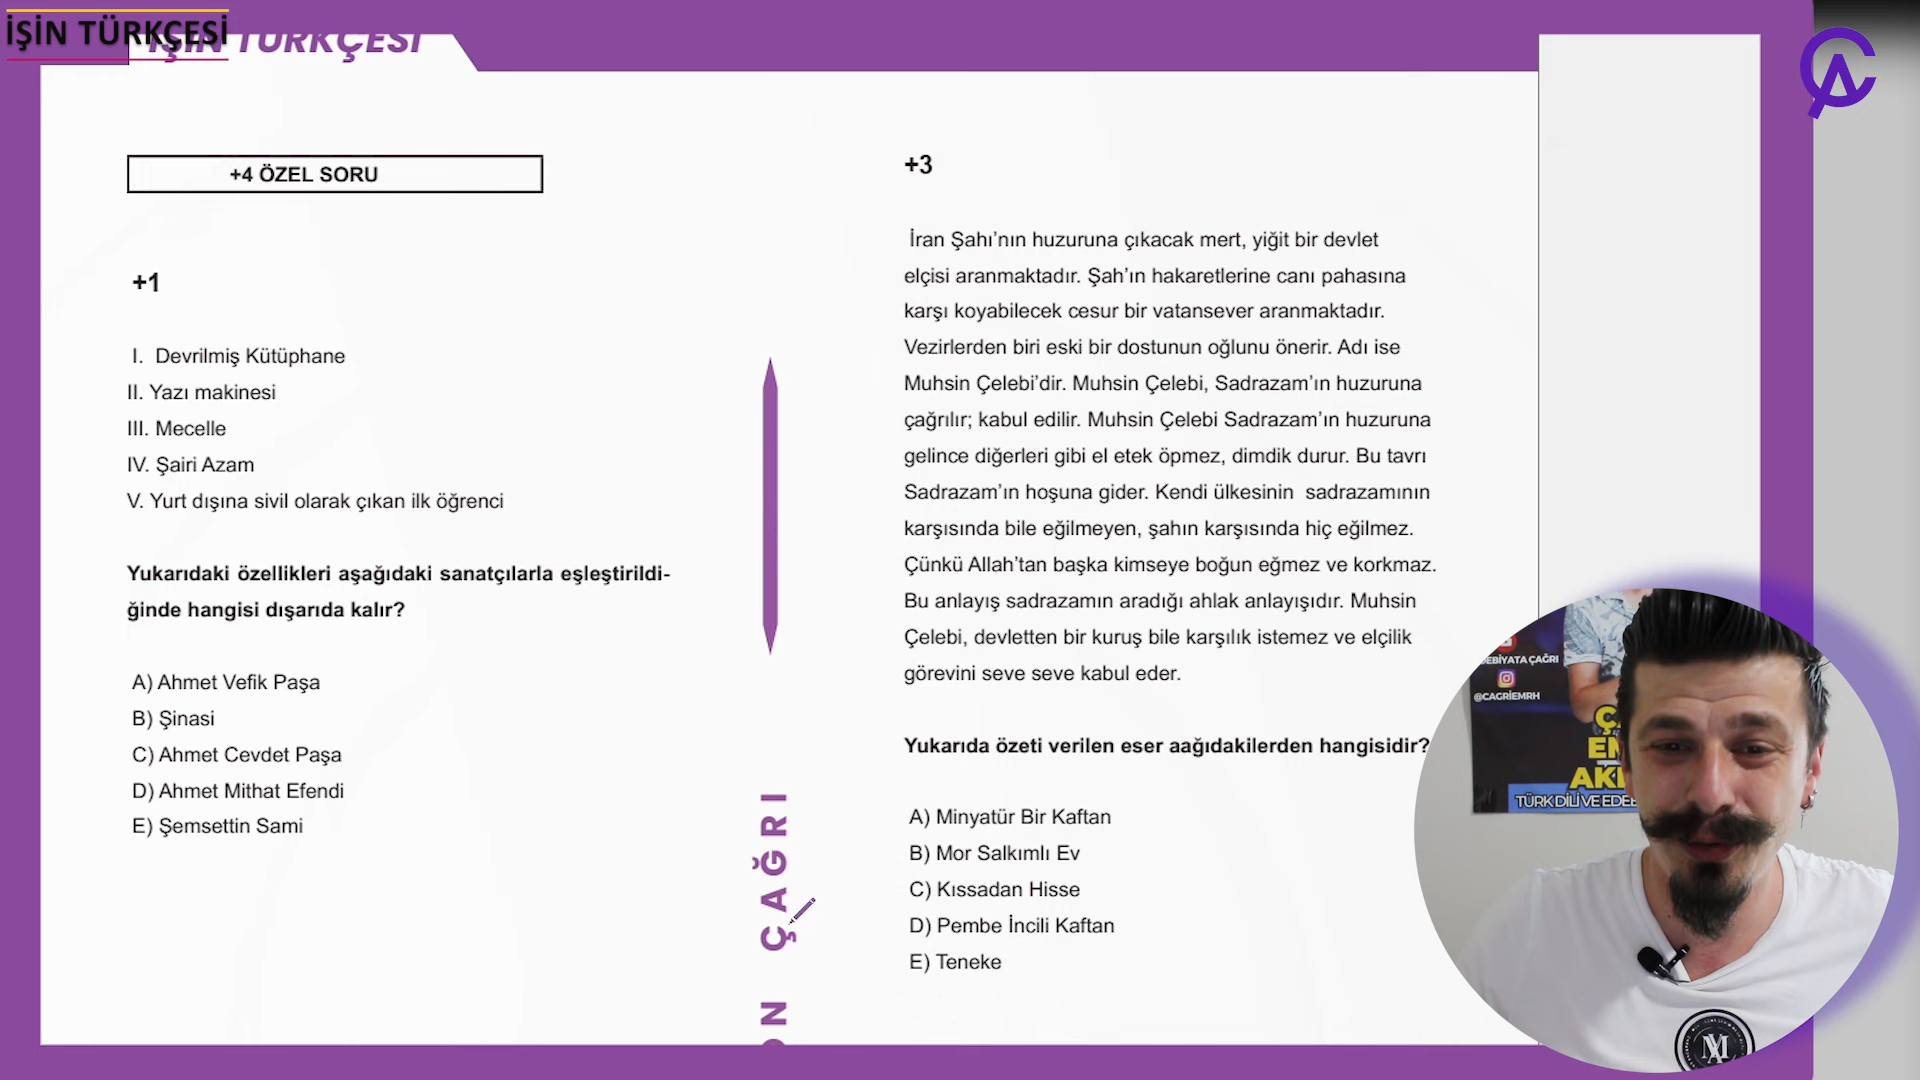 İŞİN TÜRKÇESİ
İŞİN TÜRKÇESİ
+4 ÖZEL SORU
+1
I. Devrilmiş Kütüphane
II. Yazı makinesi
III. Mecelle
IV. Şairi Azam
V. Yurt dışına sivil olarak çıkan ilk öğrenci
Yukarıdaki özellikleri aşağıdaki sanatçılarla eşleştirildi-
ğinde hangisi dışarıda kalır?
A) Ahmet Vefik Paşa
B) Şinasi
C) Ahmet Cevdet Paşa
D) Ahmet Mithat Efendi
E) Şemsettin Sami
ÇAĞRI
+3
İran Şahı’nın huzuruna çıkacak mert, yiğit bir devlet
elçisi aranmaktadır. Şah’ın hakaretlerine canı pahasına
karşı koyabilecek cesur bir vatansever aranmaktadır.
Vezirlerden biri eski bir dostunun oğlunu önerir. Adı ise
Muhsin Çelebi’dir. Muhsin Çelebi, Sadrazam’ın huzuruna
çağrılır; kabul edilir. Muhsin Çelebi Sadrazam’ın huzuruna
gelince diğerleri gibi el etek öpmez, dimdik durur. Bu tavrı
Sadrazam’ın hoşuna gider. Kendi ülkesinin sadrazamının
karşısında bile eğilmeyen, şahın karşısında hiç eğilmez.
Çünkü Allah’tan başka kimseye boğun eğmez ve korkmaz.
Bu anlayış sadrazamın aradığı ahlak anlayışıdır. Muhsin
Çelebi, devletten bir kuruş bile karşılık istemez ve elçilik
görevini seve seve kabul eder.
Yukarıda özeti verilen eser aağıdakilerden hangisidir?
A) Minyatür Bir Kaftan
B) Mor Salkımlı Ev
C) Kıssadan Hisse
D) Pembe İncili Kaftan
E) Teneke
EBİYATA ÇAĞRI
@CAGRİEMRH
TÜRK DİLİ VE EDE